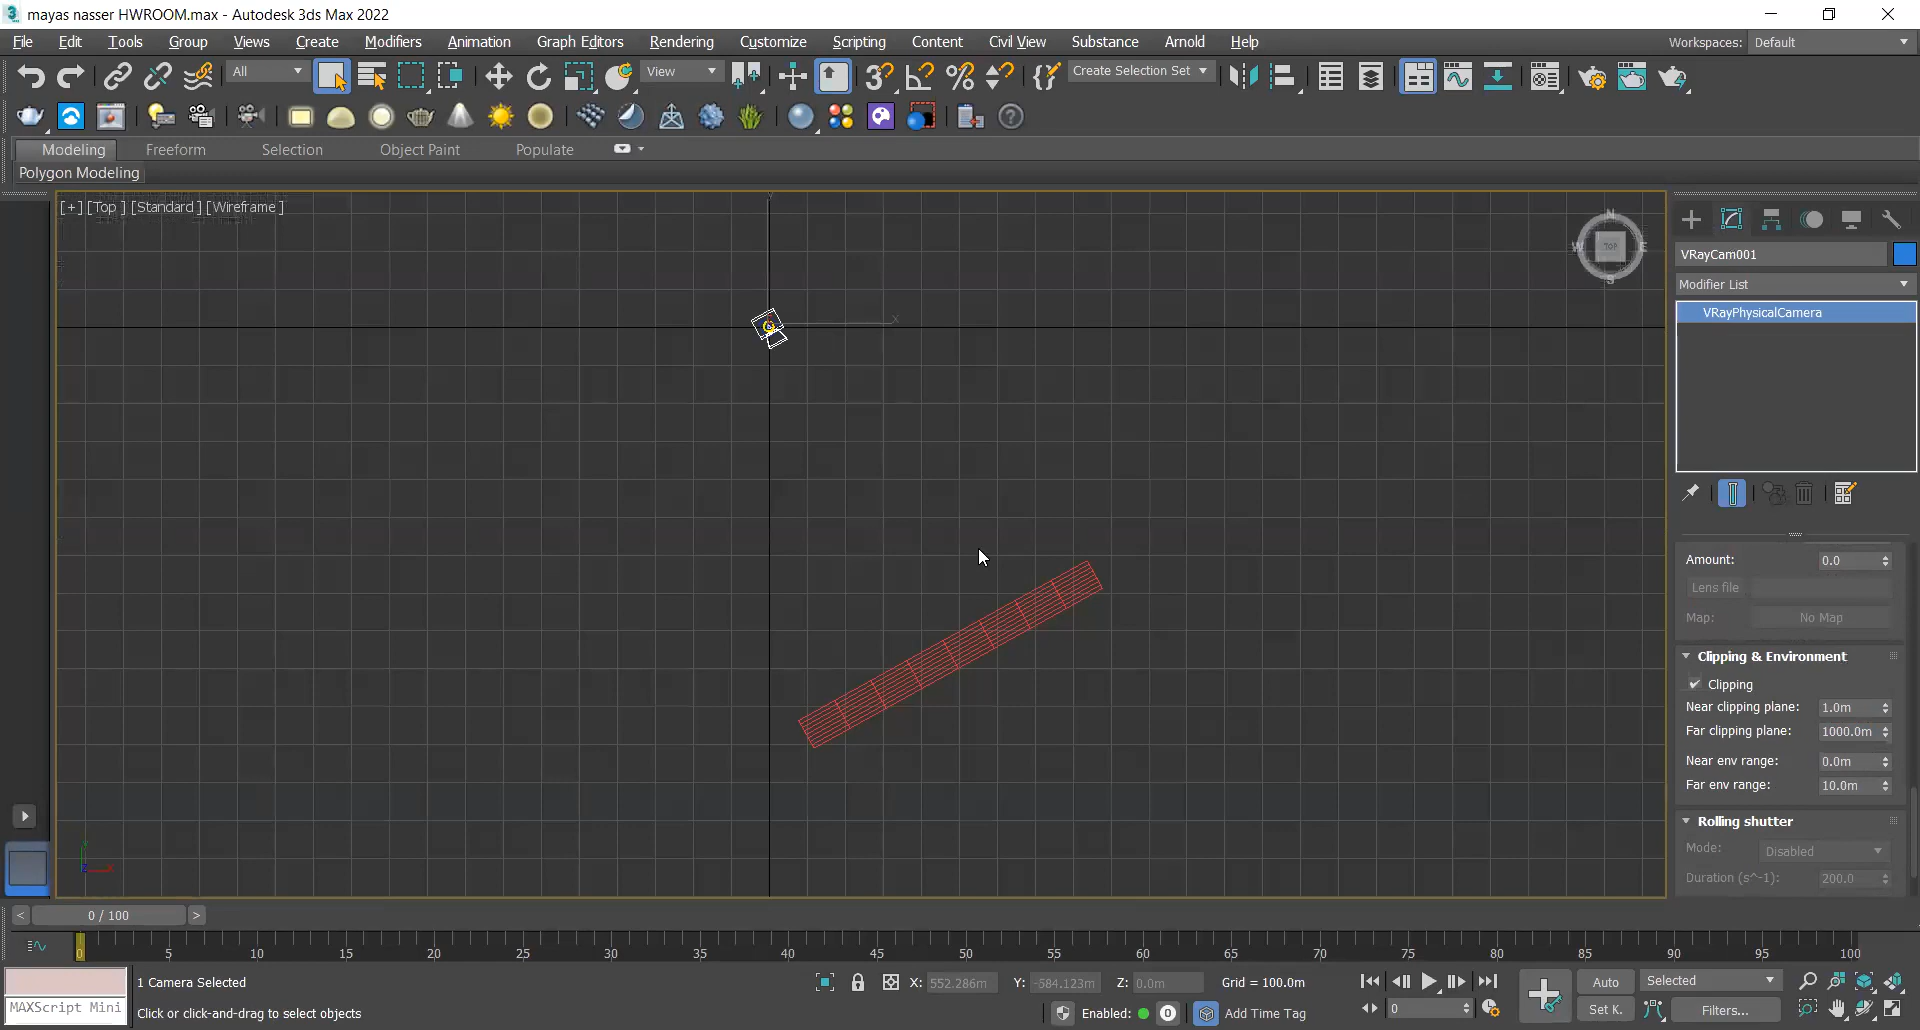 mayas nasser HWROOM.max - Autodesk 3ds Max 2022
File Edit Tools Group Views Create Modifiers Animation Graph Editors Rendering Customize Scripting Content Civil View Substance Arnold Help Workspaces: Default
All View Create Selection Set
Modeling Freeform Selection Object Paint Populate
Polygon Modeling
[+] [Top ] [Standard ] [Wireframe ]
Y
X
N
W TOP E
S
VRayCam001
Modifier List
VRayPhysicalCamera
Amount: 0.0
Lens file
Map: No Map
Clipping & Environment
Clipping
Near clipping plane: 1.0m
Far clipping plane: 1000.0m
Near env range: 0.0m
Far env range: 10.0m
Rolling shutter
Mode: Disabled
Duration (s^-1): 200.0
< 0 / 100 >
0 5 10 15 20 25 30 35 40 45 50 55 60 65 70 75 80 85 90 95 100
1 Camera Selected X: 552.286m Y: -584.123m Z: 0.0m Grid = 100.0m Auto Selected
MAXScript Mini Click or click-and-drag to select objects Enabled: 0 Add Time Tag 0 Set K. Filters...